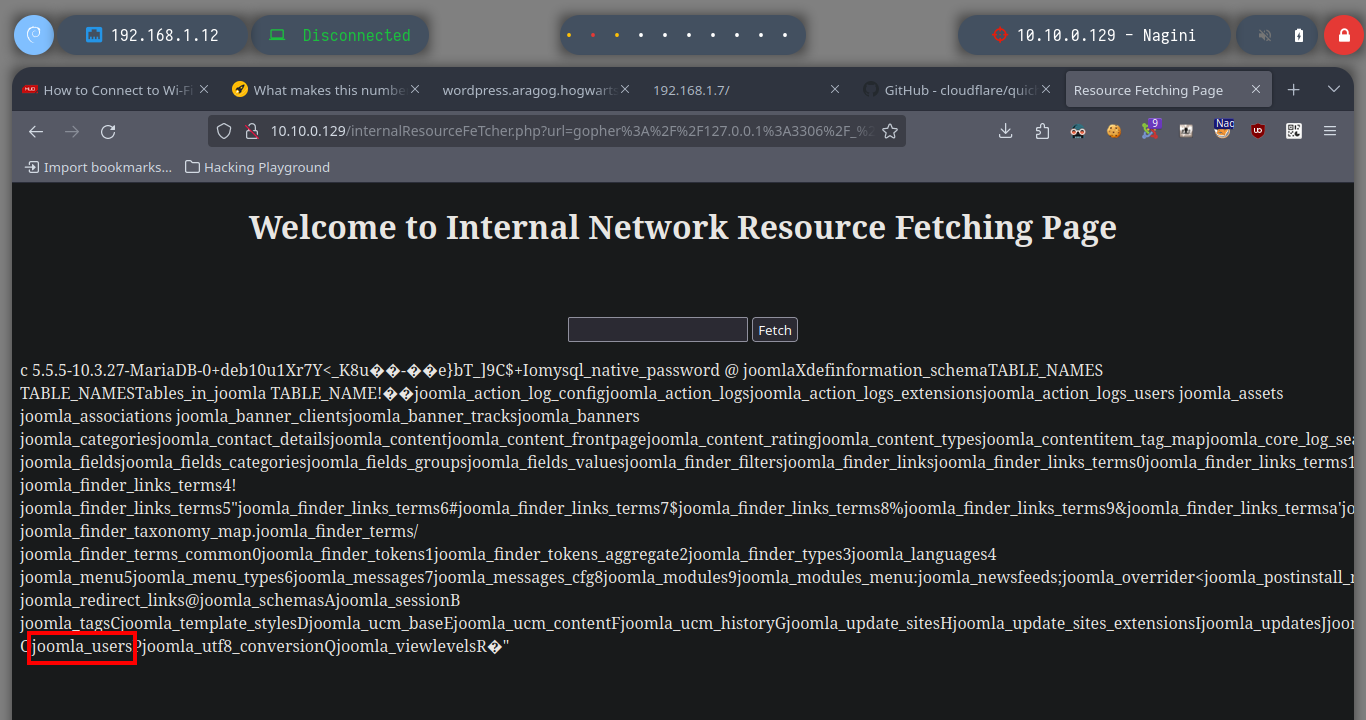 192.168.1.12
Disconnected
10.10.0.129 - Nagini
How to Connect to Wi-Fi
What makes this numbe
wordpress.aragog.hogwarts
192.168.1.7/
GitHub - cloudflare/quic
Resource Fetching Page
10.10.0.129/internalResourceFeTcher.php?url=gopher%3A%2F%2F127.0.0.1%3A3306%2F_%2
9
Nac
Import bookmarks...
Hacking Playground
Welcome to Internal Network Resource Fetching Page
Fetch
c 5.5.5-10.3.27-MariaDB-0+deb10u1Xr7Y<_K8u��-��e}bT_]9C$+Iomysql_native_password @ joomlaXdefinformation_schemaTABLE_NAMES
TABLE_NAMESTables_in_joomla TABLE_NAME!��joomla_action_log_configjoomla_action_logsjoomla_action_logs_extensionsjoomla_action_logs_users joomla_assets
joomla_associations joomla_banner_clientsjoomla_banner_tracksjoomla_banners
joomla_categoriesjoomla_contact_detailsjoomla_contentjoomla_content_frontpagejoomla_content_ratingjoomla_content_typesjoomla_contentitem_tag_mapjoomla_core_log_sea
joomla_fieldsjoomla_fields_categoriesjoomla_fields_groupsjoomla_fields_valuesjoomla_finder_filtersjoomla_finder_linksjoomla_finder_links_terms0joomla_finder_links_terms1
joomla_finder_links_terms4!
joomla_finder_links_terms5"joomla_finder_links_terms6#joomla_finder_links_terms7$joomla_finder_links_terms8%joomla_finder_links_terms9&joomla_finder_links_termsa'jo
joomla_finder_taxonomy_map.joomla_finder_terms/
joomla_finder_terms_common0joomla_finder_tokens1joomla_finder_tokens_aggregate2joomla_finder_types3joomla_languages4
joomla_menu5joomla_menu_types6joomla_messages7joomla_messages_cfg8joomla_modules9joomla_modules_menu:joomla_newsfeeds;joomla_overrider<joomla_postinstall_
joomla_redirect_links@joomla_schemasAjoomla_sessionB
joomla_tagsCjoomla_template_stylesDjoomla_ucm_baseEjoomla_ucm_contentFjoomla_ucm_historyGjoomla_update_sitesHjoomla_update_sites_extensionsIjoomla_updatesJjoom
Ojoomla_usersPjoomla_utf8_conversionQjoomla_viewlevelsR�"